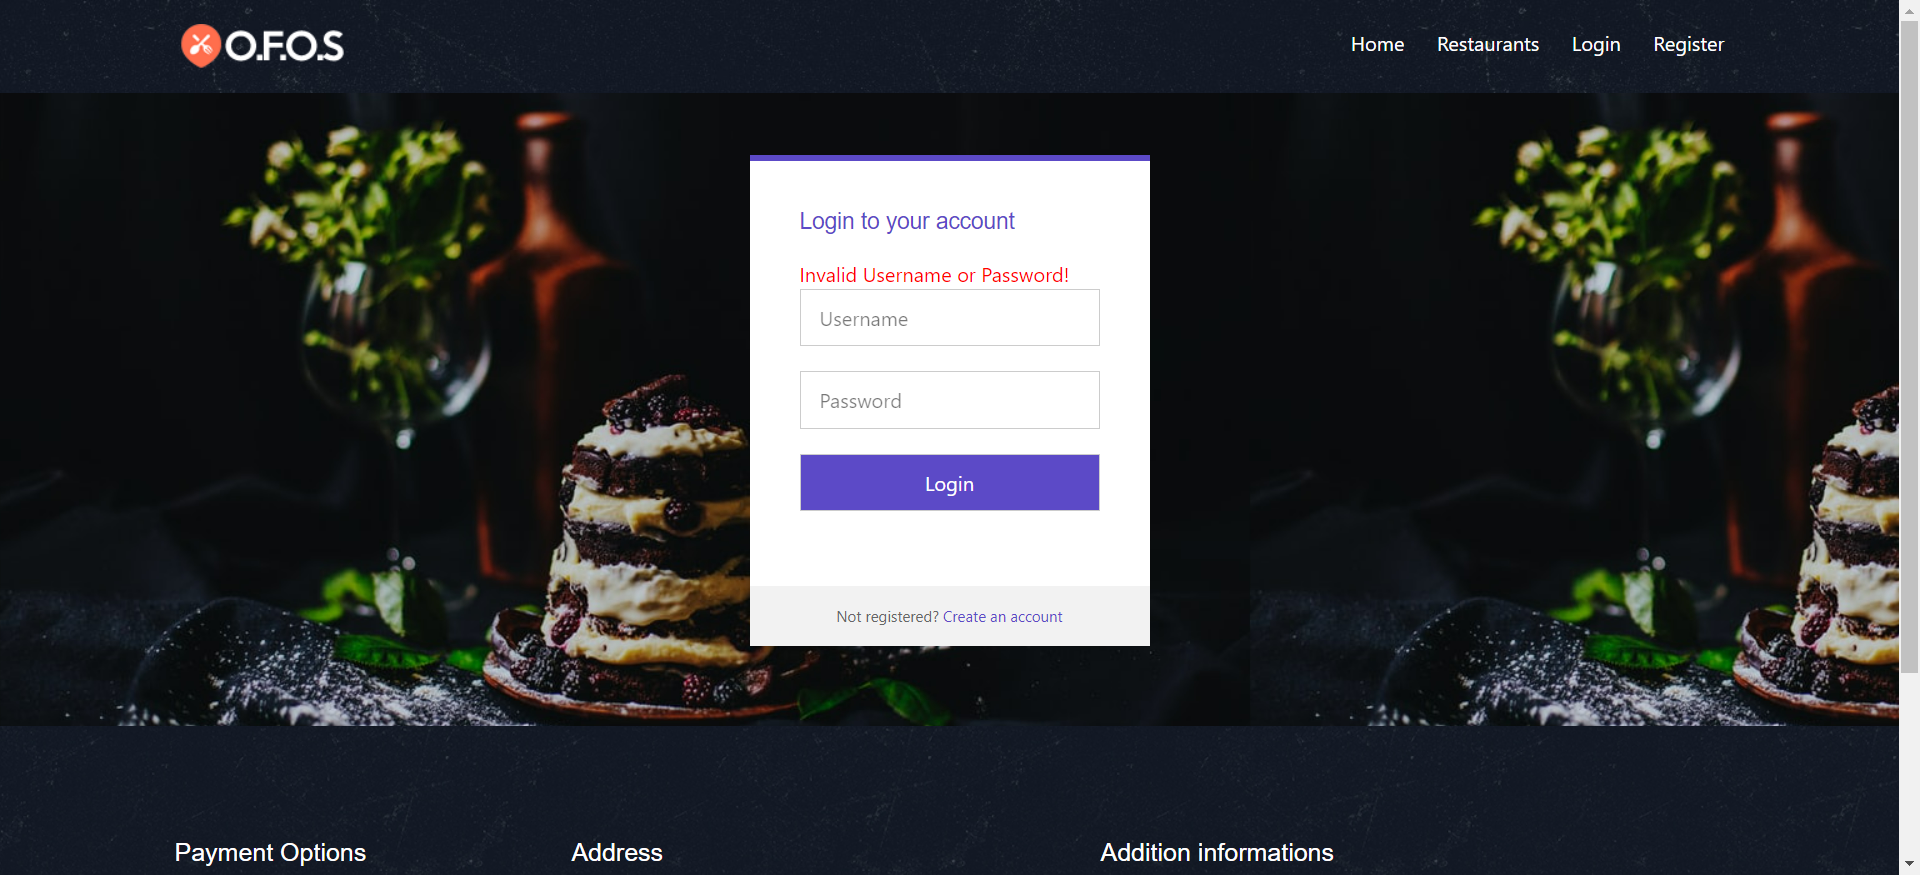 O.F.O.S
Home Restaurants Login Register
Login to your account
Invalid Username or Password!
Username
Password
Login
Not registered? Create an account
Payment Options Address Addition informations